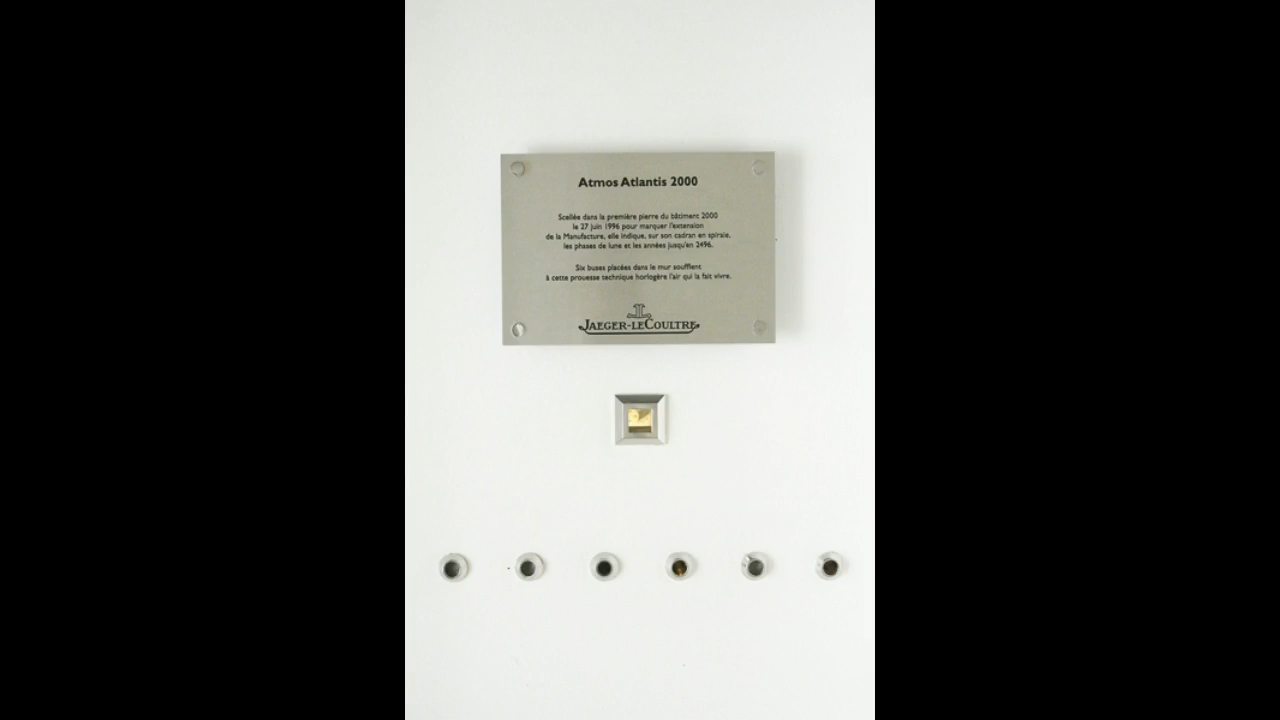 Atmos Atlantis 2000
Scellée dans la première pierre du bâtiment 2000
le 27 juin 1996 pour marquer l'extension
de la Manufacture, elle indique, sur son cadran en spirale,
les phases de lune et les années jusqu'en 2496.
Six buses placées dans le mur soufflent
à cette prouesse technique horlogère l'air qui la fait vivre.
JAEGER-LECOULTRE